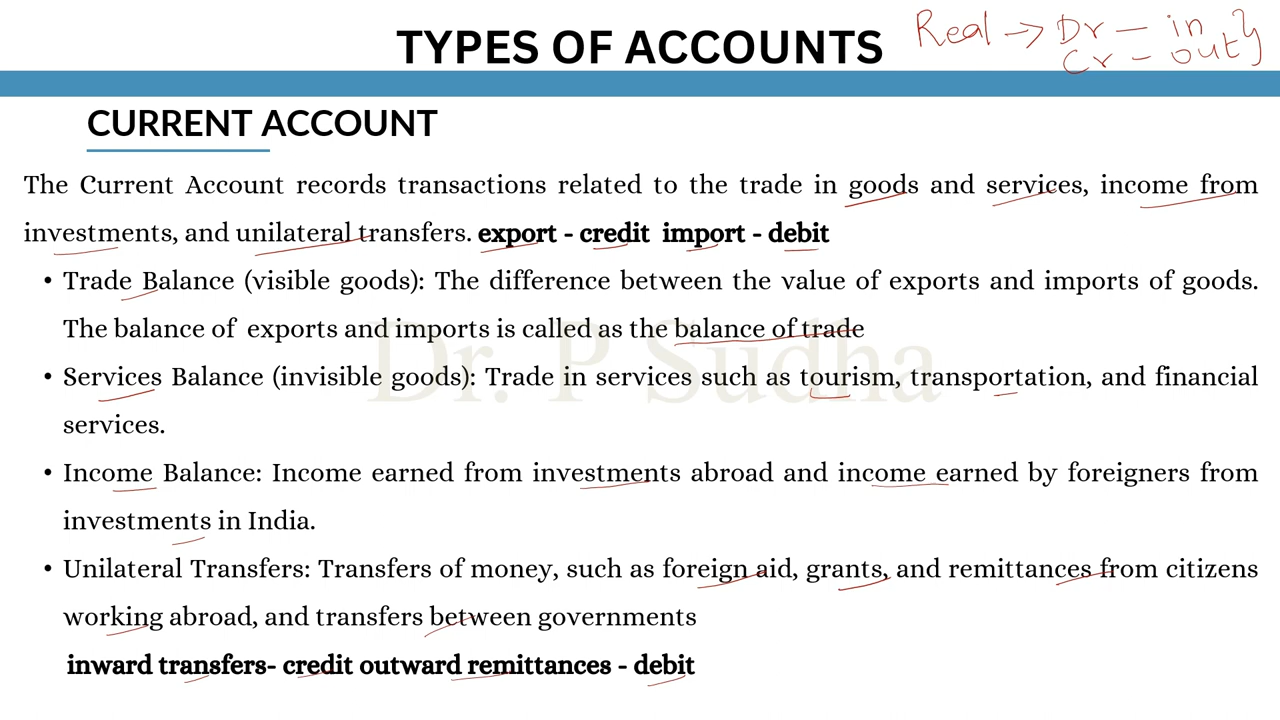 TYPES OF ACCOUNTS
Real → Dr – in }
Cr – out
CURRENT ACCOUNT
The Current Account records transactions related to the trade in goods and services, income from
investments, and unilateral transfers. export - credit import - debit
• Trade Balance (visible goods): The difference between the value of exports and imports of goods.
The balance of exports and imports is called as the balance of trade
• Services Balance (invisible goods): Trade in services such as tourism, transportation, and financial
services.
• Income Balance: Income earned from investments abroad and income earned by foreigners from
investments in India.
• Unilateral Transfers: Transfers of money, such as foreign aid, grants, and remittances from citizens
working abroad, and transfers between governments
inward transfers- credit outward remittances - debit
Dr. P Sudha